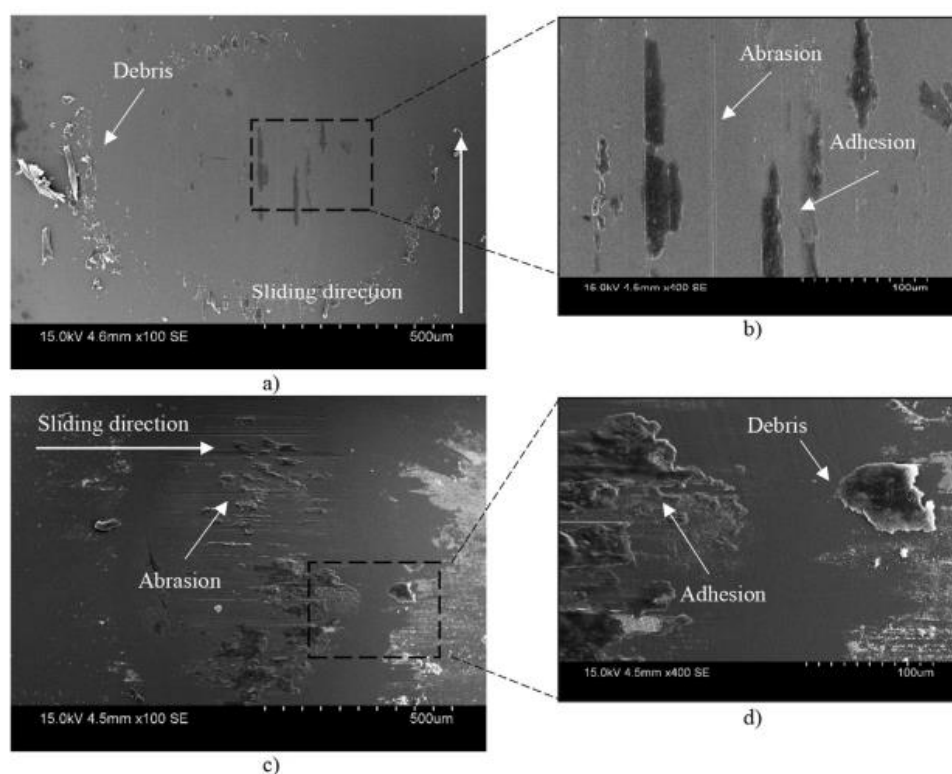 Debris
Sliding direction
15.0kV 4.6mm x100 SE
500um
a)
Abrasion
Adhesion
15.0kV 4.6mm x400 SE
100um
b)
Sliding direction
Abrasion
15.0kV 4.5mm x100 SE
500um
c)
Debris
Adhesion
15.0kV 4.5mm x400 SE
100um
d)